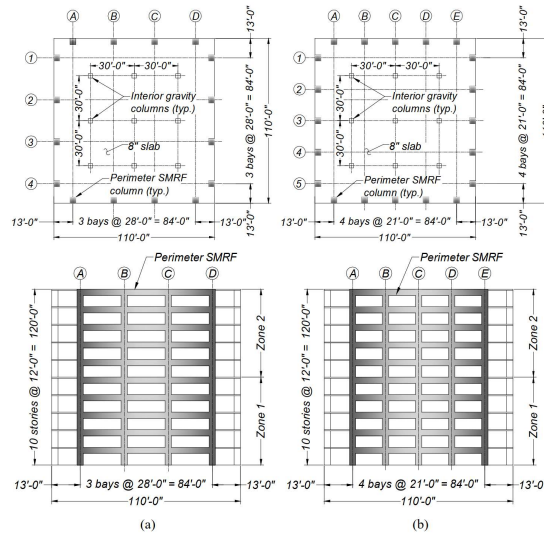 A B C D
13'-0"
1
30'-0" 30'-0"
30'-0"
Interior gravity
columns (typ.)
2
3 bays @ 28'-0" = 84'-0"
110'-0"
3
30'-0"
8" slab
4
Perimeter SMRF
column (typ.)
13'-0"
13'-0" 3 bays @ 28'-0" = 84'-0" 13'-0"
110'-0"
A B C D E
13'-0"
1
30'-0" 30'-0"
2
30'-0"
Interior gravity
columns (typ.)
3
4 bays @ 21'-0" = 84'-0"
30'-0"
8" slab
4
5
Perimeter SMRF
column (typ.)
13'-0"
13'-0" 4 bays @ 21'-0" = 84'-0" 13'-0"
110'-0"
Perimeter SMRF
A B C D
10 stories @ 12'-0" = 120'-0"
Zone 2
Zone 1
13'-0" 3 bays @ 28'-0" = 84'-0" 13'-0"
110'-0"
(a)
Perimeter SMRF
A B C D E
10 stories @ 12'-0" = 120'-0"
Zone 2
Zone 1
13'-0" 4 bays @ 21'-0" = 84'-0" 13'-0"
110'-0"
(b)